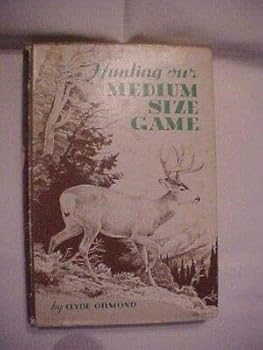 Hunting our
MEDIUM
SIZE
GAME
by CLYDE ORMOND